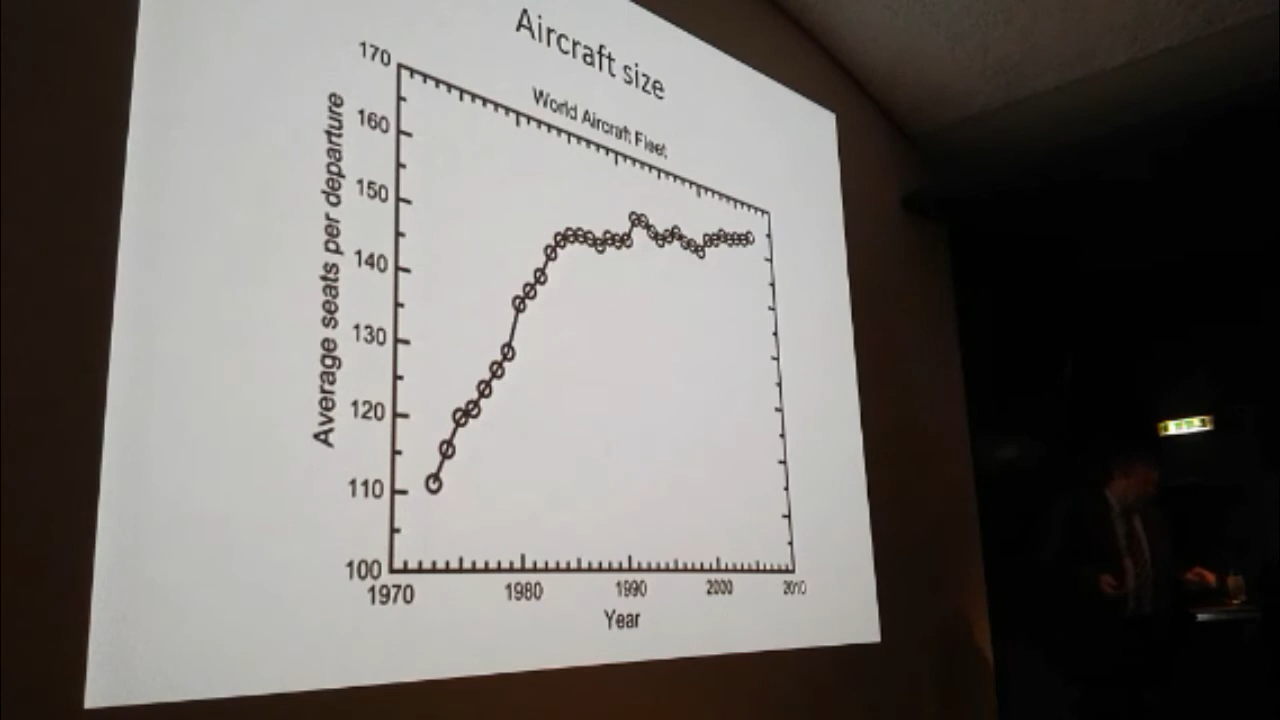 Aircraft size
World Aircraft Fleet
Average seats per departure
170
160
150
140
130
120
110
100
1970 1980 1990 2000 2010
Year